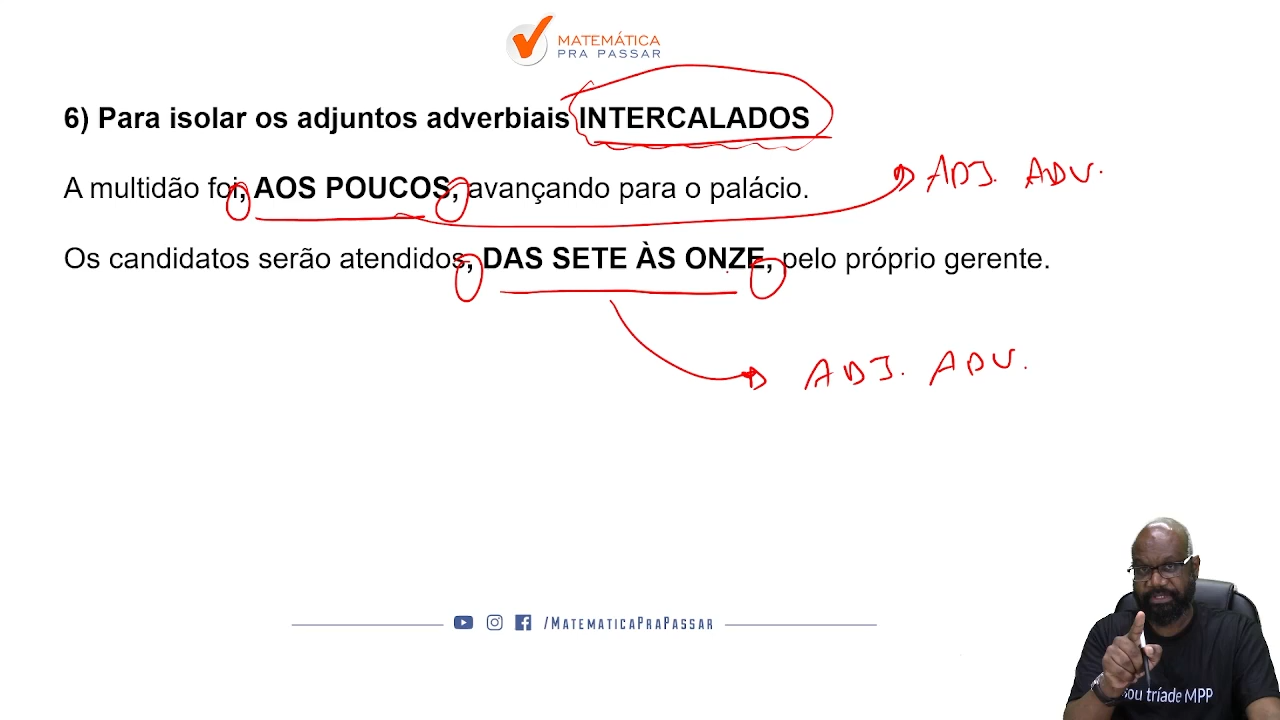 MATEMÁTICA
PRA PASSAR
6) Para isolar os adjuntos adverbiais INTERCALADOS
A multidão foi, AOS POUCOS, avançando para o palácio.
ADJ. ADV.
Os candidatos serão atendidos, DAS SETE ÀS ONZE, pelo próprio gerente.
ADJ. ADV.
/MATEMATICAPRAPASSAR
sou tríade MPP